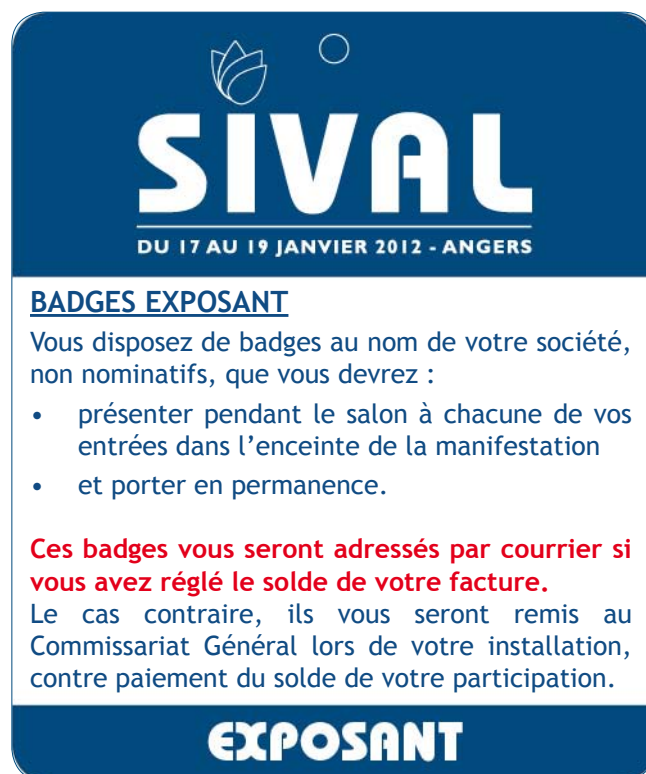 SIVAL
DU 17 AU 19 JANVIER 2012 - ANGERS
BADGES EXPOSANT
Vous disposez de badges au nom de votre société,
non nominatifs, que vous devrez :
• présenter pendant le salon à chacune de vos
entrées dans l’enceinte de la manifestation
• et porter en permanence.
Ces badges vous seront adressés par courrier si
vous avez réglé le solde de votre facture.
Le cas contraire, ils vous seront remis au
Commissariat Général lors de votre installation,
contre paiement du solde de votre participation.
EXPOSANT